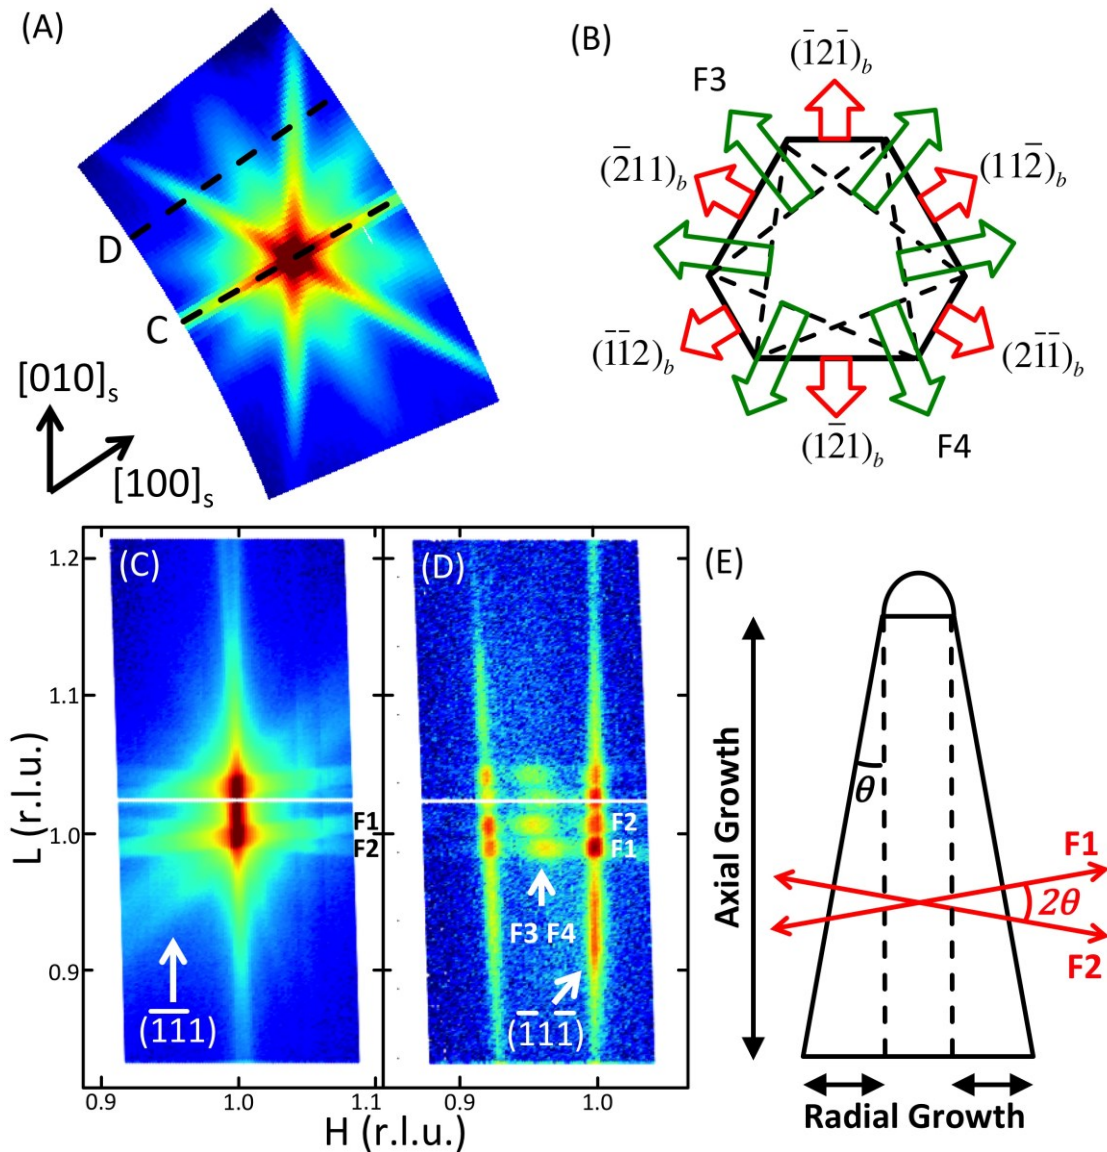 (A)
D
C
[010]ₛ
[100]ₛ
(B)
F3
(1̄21̄)b
(2̄11)b
(112̄)b
(1̄1̄2)b
(21̄1̄)b
(12̄1)b
F4
(C)
1.2
1.1
1.0
0.9
L (r.l.u.)
F1
F2
(1̄1̄1)
0.9
1.0
1.1
(D)
F2
F1
F3 F4
(1̄11̄)
0.9
1.0
H (r.l.u.)
(E)
Axial Growth
θ
F1
2θ
F2
Radial Growth